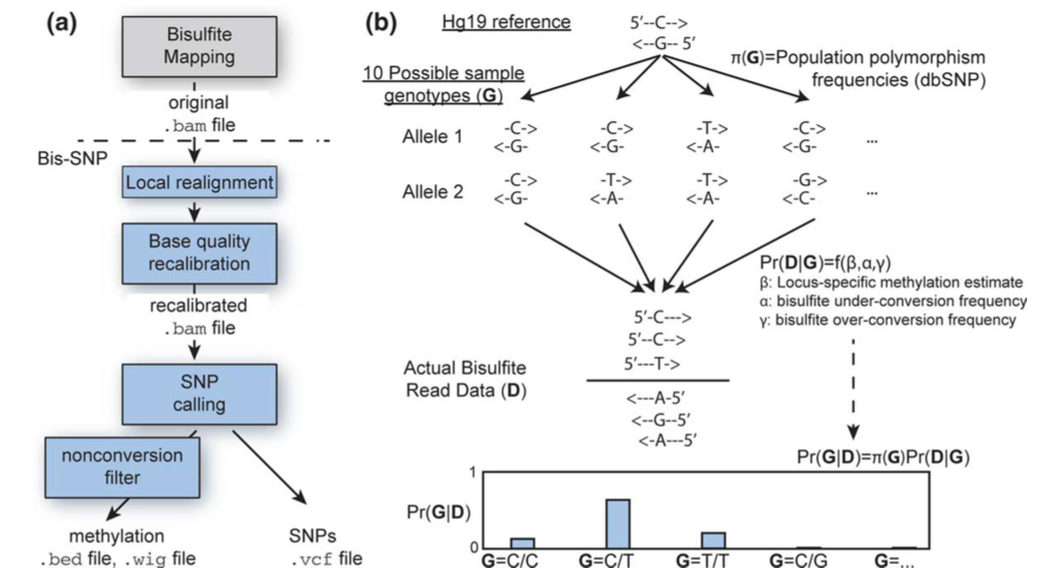 (a)
Bisulfite
Mapping
original
.bam file
Bis-SNP
Local realignment
Base quality
recalibration
recalibrated
.bam file
SNP
calling
nonconversion
filter
methylation
.bed file, .wig file
SNPs
.vcf file
(b)
Hg19 reference
5'--C-->
<--G-- 5'
π(G)=Population polymorphism
frequencies (dbSNP)
10 Possible sample
genotypes (G)
Allele 1
-C-> -C-> -T-> -C->
<-G- <-G- <-A- <-G- ...
Allele 2
-C-> -T-> -T-> -G->
<-G- <-A- <-A- <-C- ...
Pr(D|G)=f(β,α,γ)
β: Locus-specific methylation estimate
α: bisulfite under-conversion frequency
γ: bisulfite over-conversion frequency
Actual Bisulfite
Read Data (D)
5'-C--->
5'--C-->
5'---T->
<---A-5'
<--G--5'
<-A---5'
Pr(G|D)=π(G)Pr(D|G)
1
Pr(G|D)
0
G=C/C G=C/T G=T/T G=C/G G=...